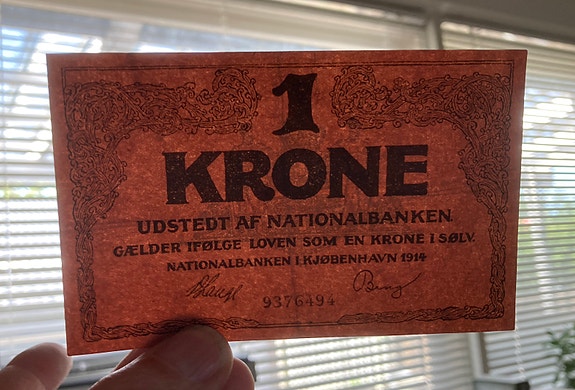 1
KRONE
UDSTEDT AF NATIONALBANKEN.
GÆLDER IFØLGE LOVEN SOM EN KRONE I SØLV.
NATIONALBANKEN I KJØBENHAVN 1914
9376494